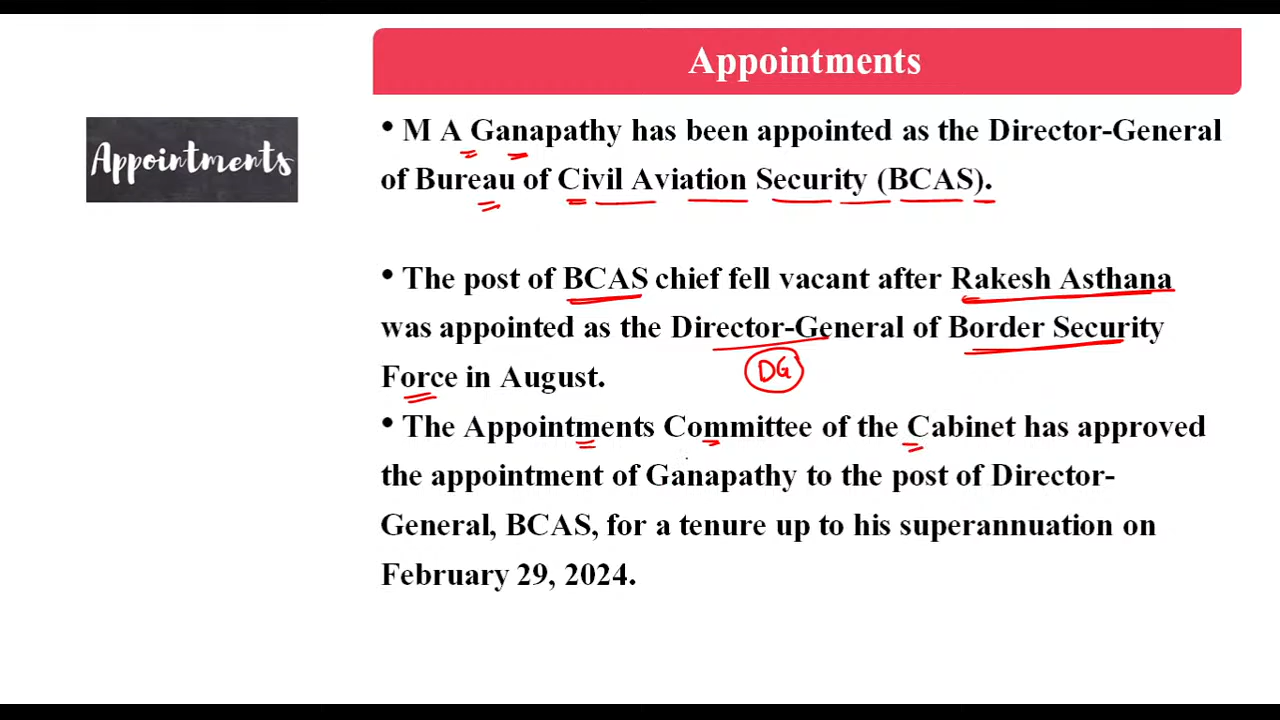 Appointments
Appointments
• M A Ganapathy has been appointed as the Director-General
of Bureau of Civil Aviation Security (BCAS).
• The post of BCAS chief fell vacant after Rakesh Asthana
was appointed as the Director-General of Border Security
Force in August.
DG
• The Appointments Committee of the Cabinet has approved
the appointment of Ganapathy to the post of Director-
General, BCAS, for a tenure up to his superannuation on
February 29, 2024.